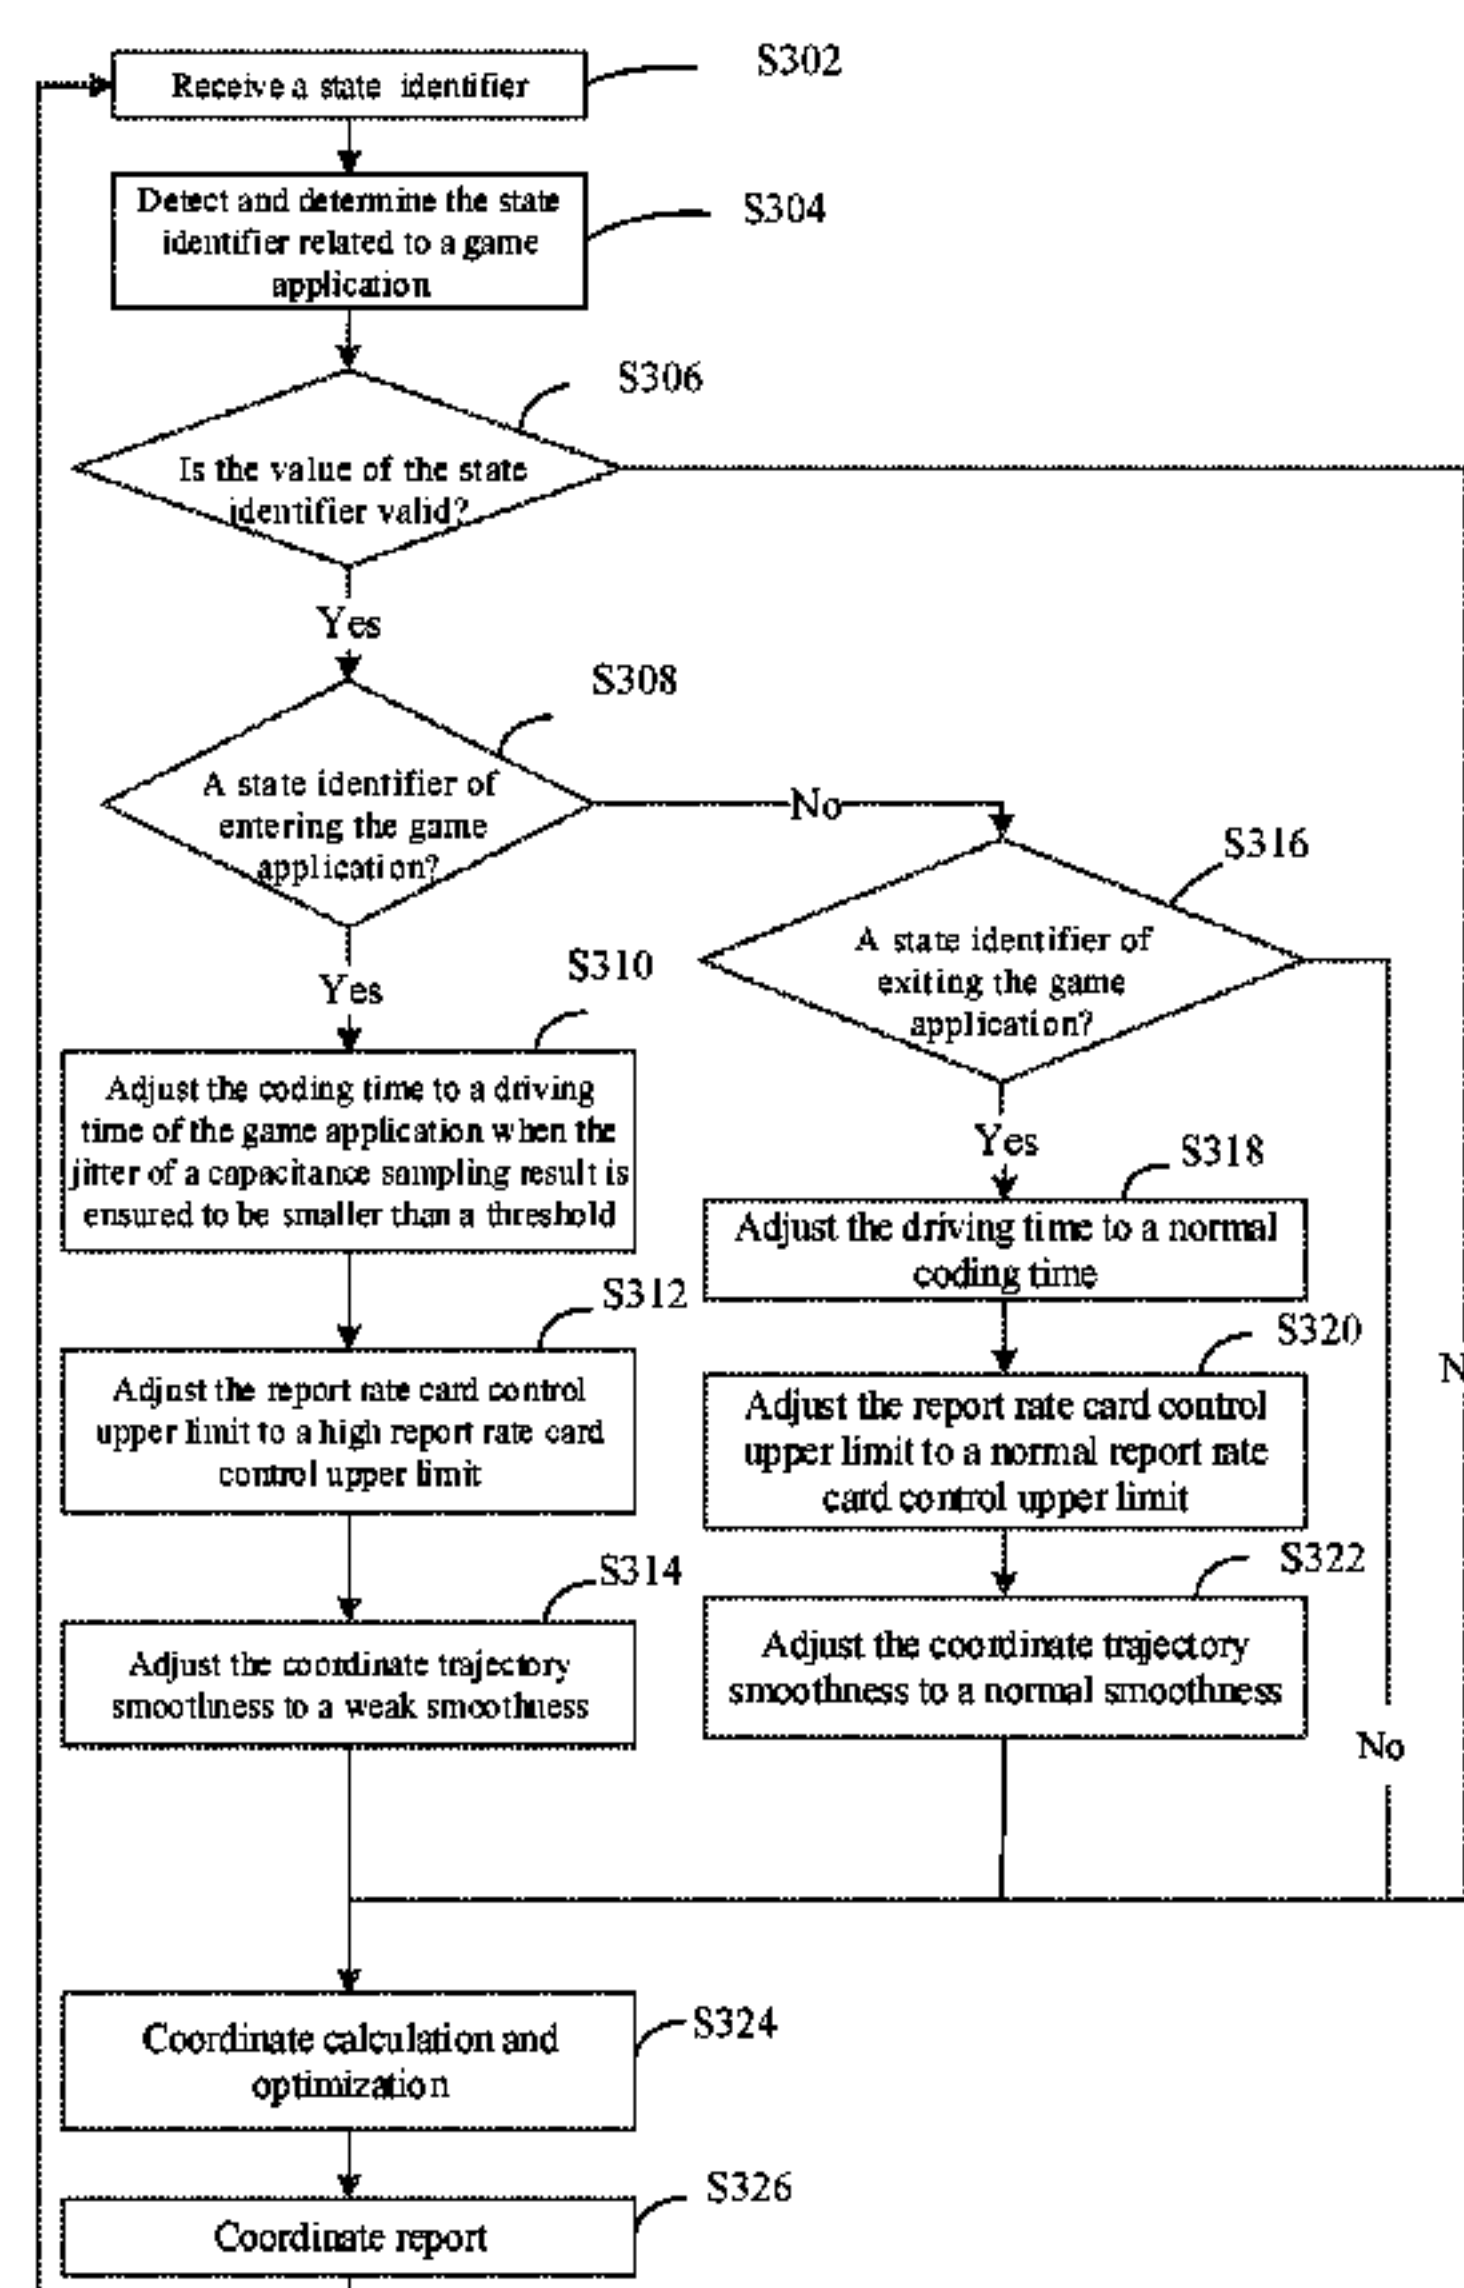 Receive a state identifier
S302
Detect and determine the state
identifier related to a game
application
S304
S306
Is the value of the state
identifier valid?
Yes
S308
A state identifier of
entering the game
application?
No
S316
A state identifier of
exiting the game
application?
Yes
S310
Adjust the coding time to a driving
time of the game application when the
jitter of a capacitance sampling result is
ensured to be smaller than a threshold
Yes
S318
Adjust the driving time to a normal
coding time
S312
Adjust the report rate card control
upper limit to a high report rate card
control upper limit
S320
Adjust the report rate card control
upper limit to a normal report rate
card control upper limit
S314
Adjust the coordinate trajectory
smoothness to a weak smoothness
S322
Adjust the coordinate trajectory
smoothness to a normal smoothness
No
S324
Coordinate calculation and
optimization
S326
Coordinate report